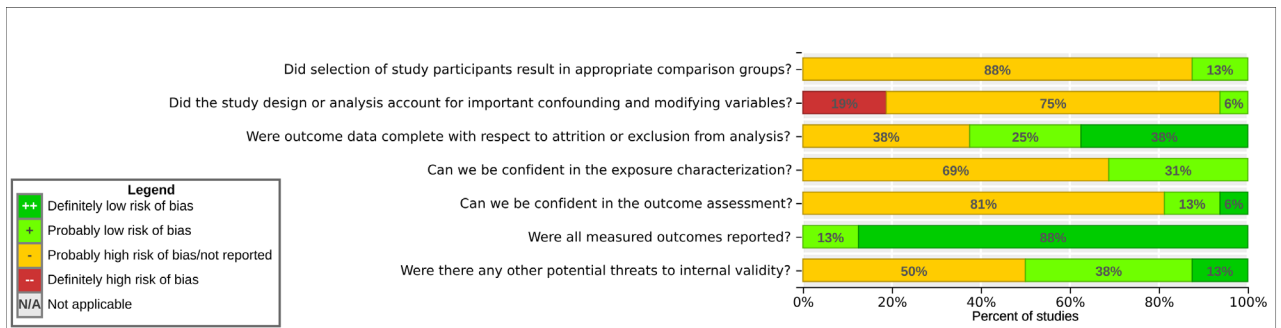 Did selection of study participants result in appropriate comparison groups? 88% 13%
Did the study design or analysis account for important confounding and modifying variables? 19% 75% 6%
Were outcome data complete with respect to attrition or exclusion from analysis? 38% 25% 38%
Can we be confident in the exposure characterization? 69% 31%
Can we be confident in the outcome assessment? 81% 13% 6%
Were all measured outcomes reported? 13% 88%
Were there any other potential threats to internal validity? 50% 38% 13%
0% 20% 40% 60% 80% 100%
Percent of studies
Legend
++ Definitely low risk of bias
+ Probably low risk of bias
- Probably high risk of bias/not reported
-- Definitely high risk of bias
N/A Not applicable